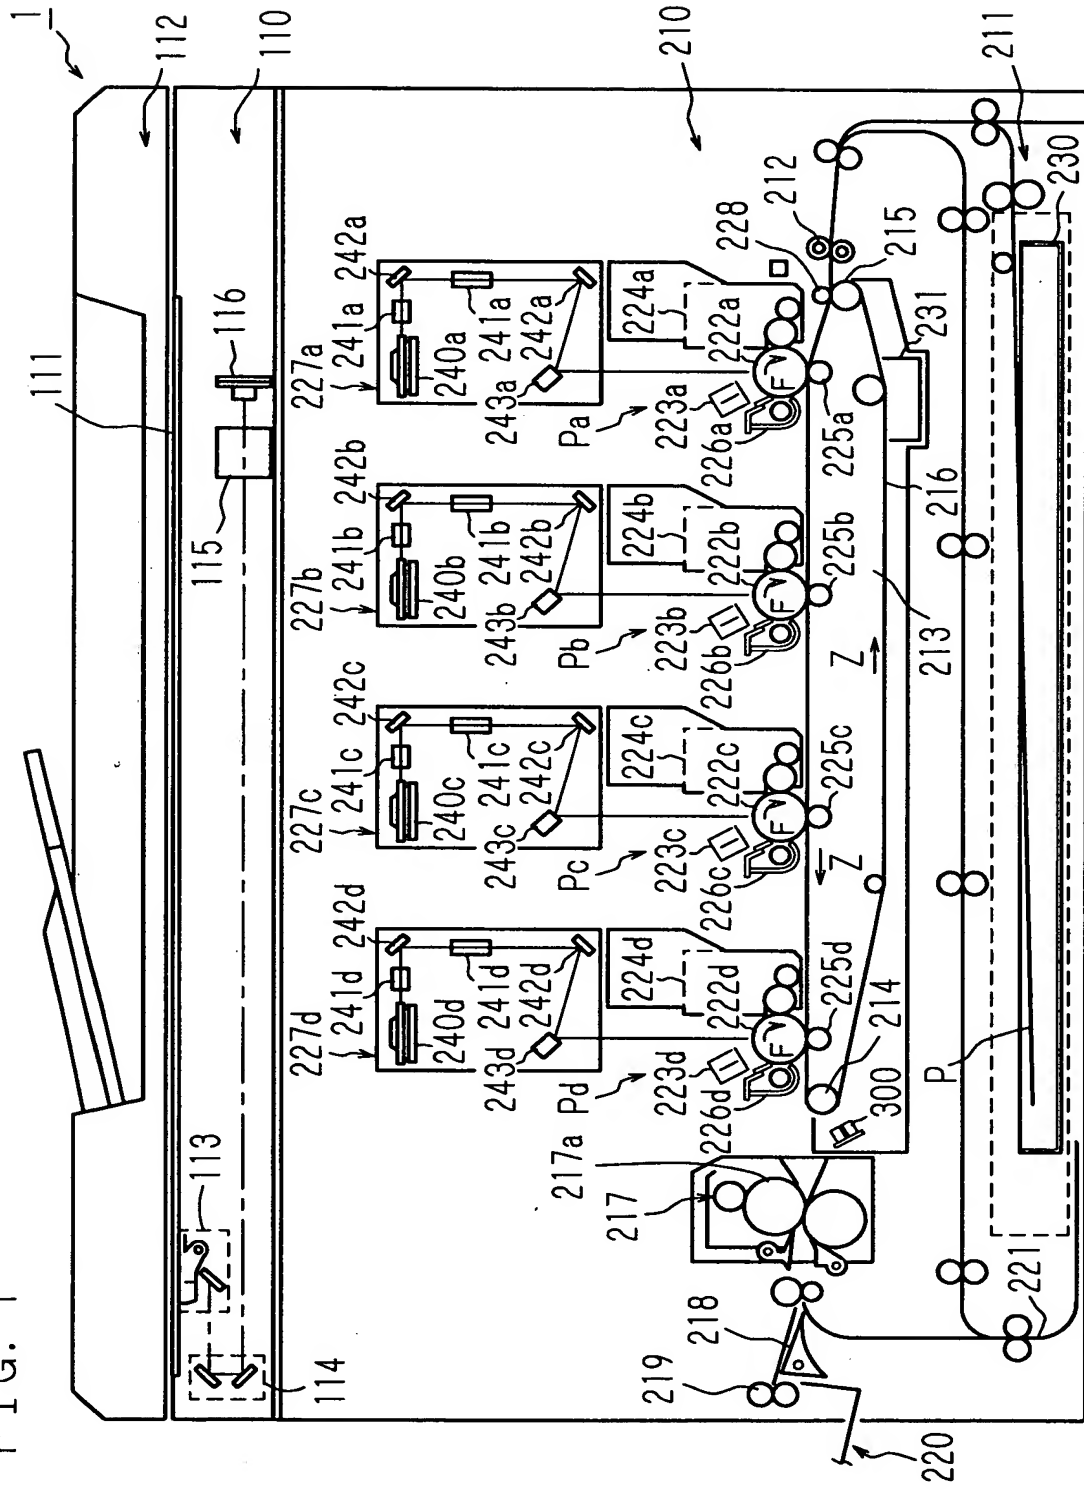 FIG. 1
1
112
110
111
116
115
113
114
210
211
230
212
228
215
231
216
213
227a
241a
242a
240a
241a
242a
243a
224a
222a
Pa
223a
226a
225a
227b
241b
242b
240b
241b
242b
243b
224b
222b
Pb
223b
226b
225b
227c
241c
242c
240c
241c
242c
243c
224c
222c
Pc
223c
226c
225c
227d
241d
242d
240d
241d
242d
243d
224d
222d
Pd
223d
226d
225d
F
F
F
F
Z
Z
214
300
217a
217
218
219
220
221
P